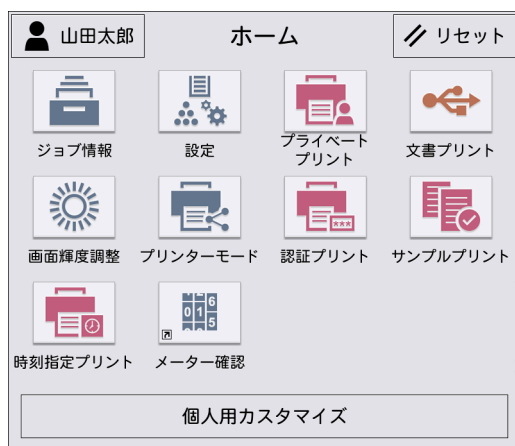 山田太郎
ホーム
リセット
ジョブ情報
設定
プライベート
プリント
文書プリント
画面輝度調整
プリンターモード
認証プリント
サンプルプリント
時刻指定プリント
メーター確認
個人用カスタマイズ